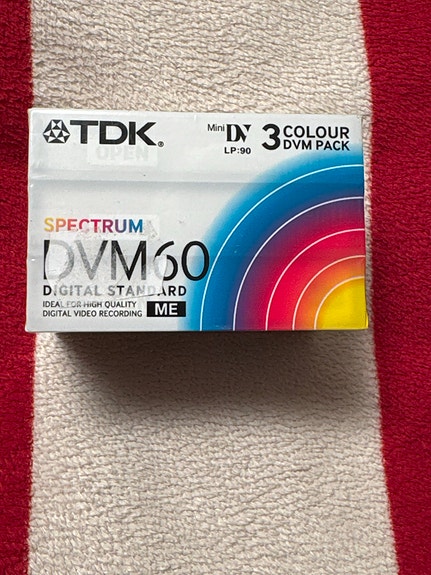 TDK®
OPEN
Mini DV
LP:90
3 COLOUR
DVM PACK
SPECTRUM
DVM60
DIGITAL STANDARD
IDEAL FOR HIGH QUALITY
DIGITAL VIDEO RECORDING ME